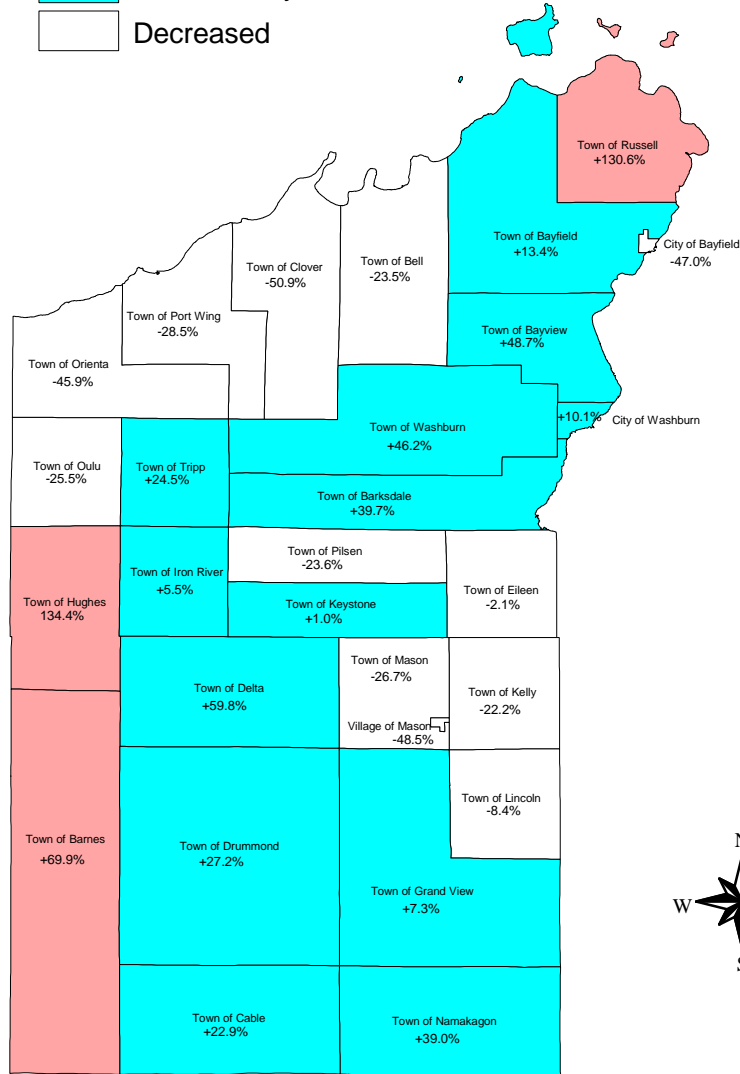 Decreased
Town of Russell
+130.6%
Town of Bayfield
+13.4%
City of Bayfield
-47.0%
Town of Bell
-23.5%
Town of Clover
-50.9%
Town of Port Wing
-28.5%
Town of Bayview
+48.7%
Town of Orienta
-45.9%
+10.1%
City of Washburn
Town of Washburn
+46.2%
Town of Oulu
-25.5%
Town of Tripp
+24.5%
Town of Barksdale
+39.7%
Town of Pilsen
-23.6%
Town of Iron River
+5.5%
Town of Eileen
-2.1%
Town of Hughes
134.4%
Town of Keystone
+1.0%
Town of Mason
-26.7%
Town of Delta
+59.8%
Town of Kelly
-22.2%
Village of Mason
-48.5%
Town of Lincoln
-8.4%
Town of Barnes
+69.9%
Town of Drummond
+27.2%
Town of Grand View
+7.3%
N
W
S
Town of Cable
+22.9%
Town of Namakagon
+39.0%